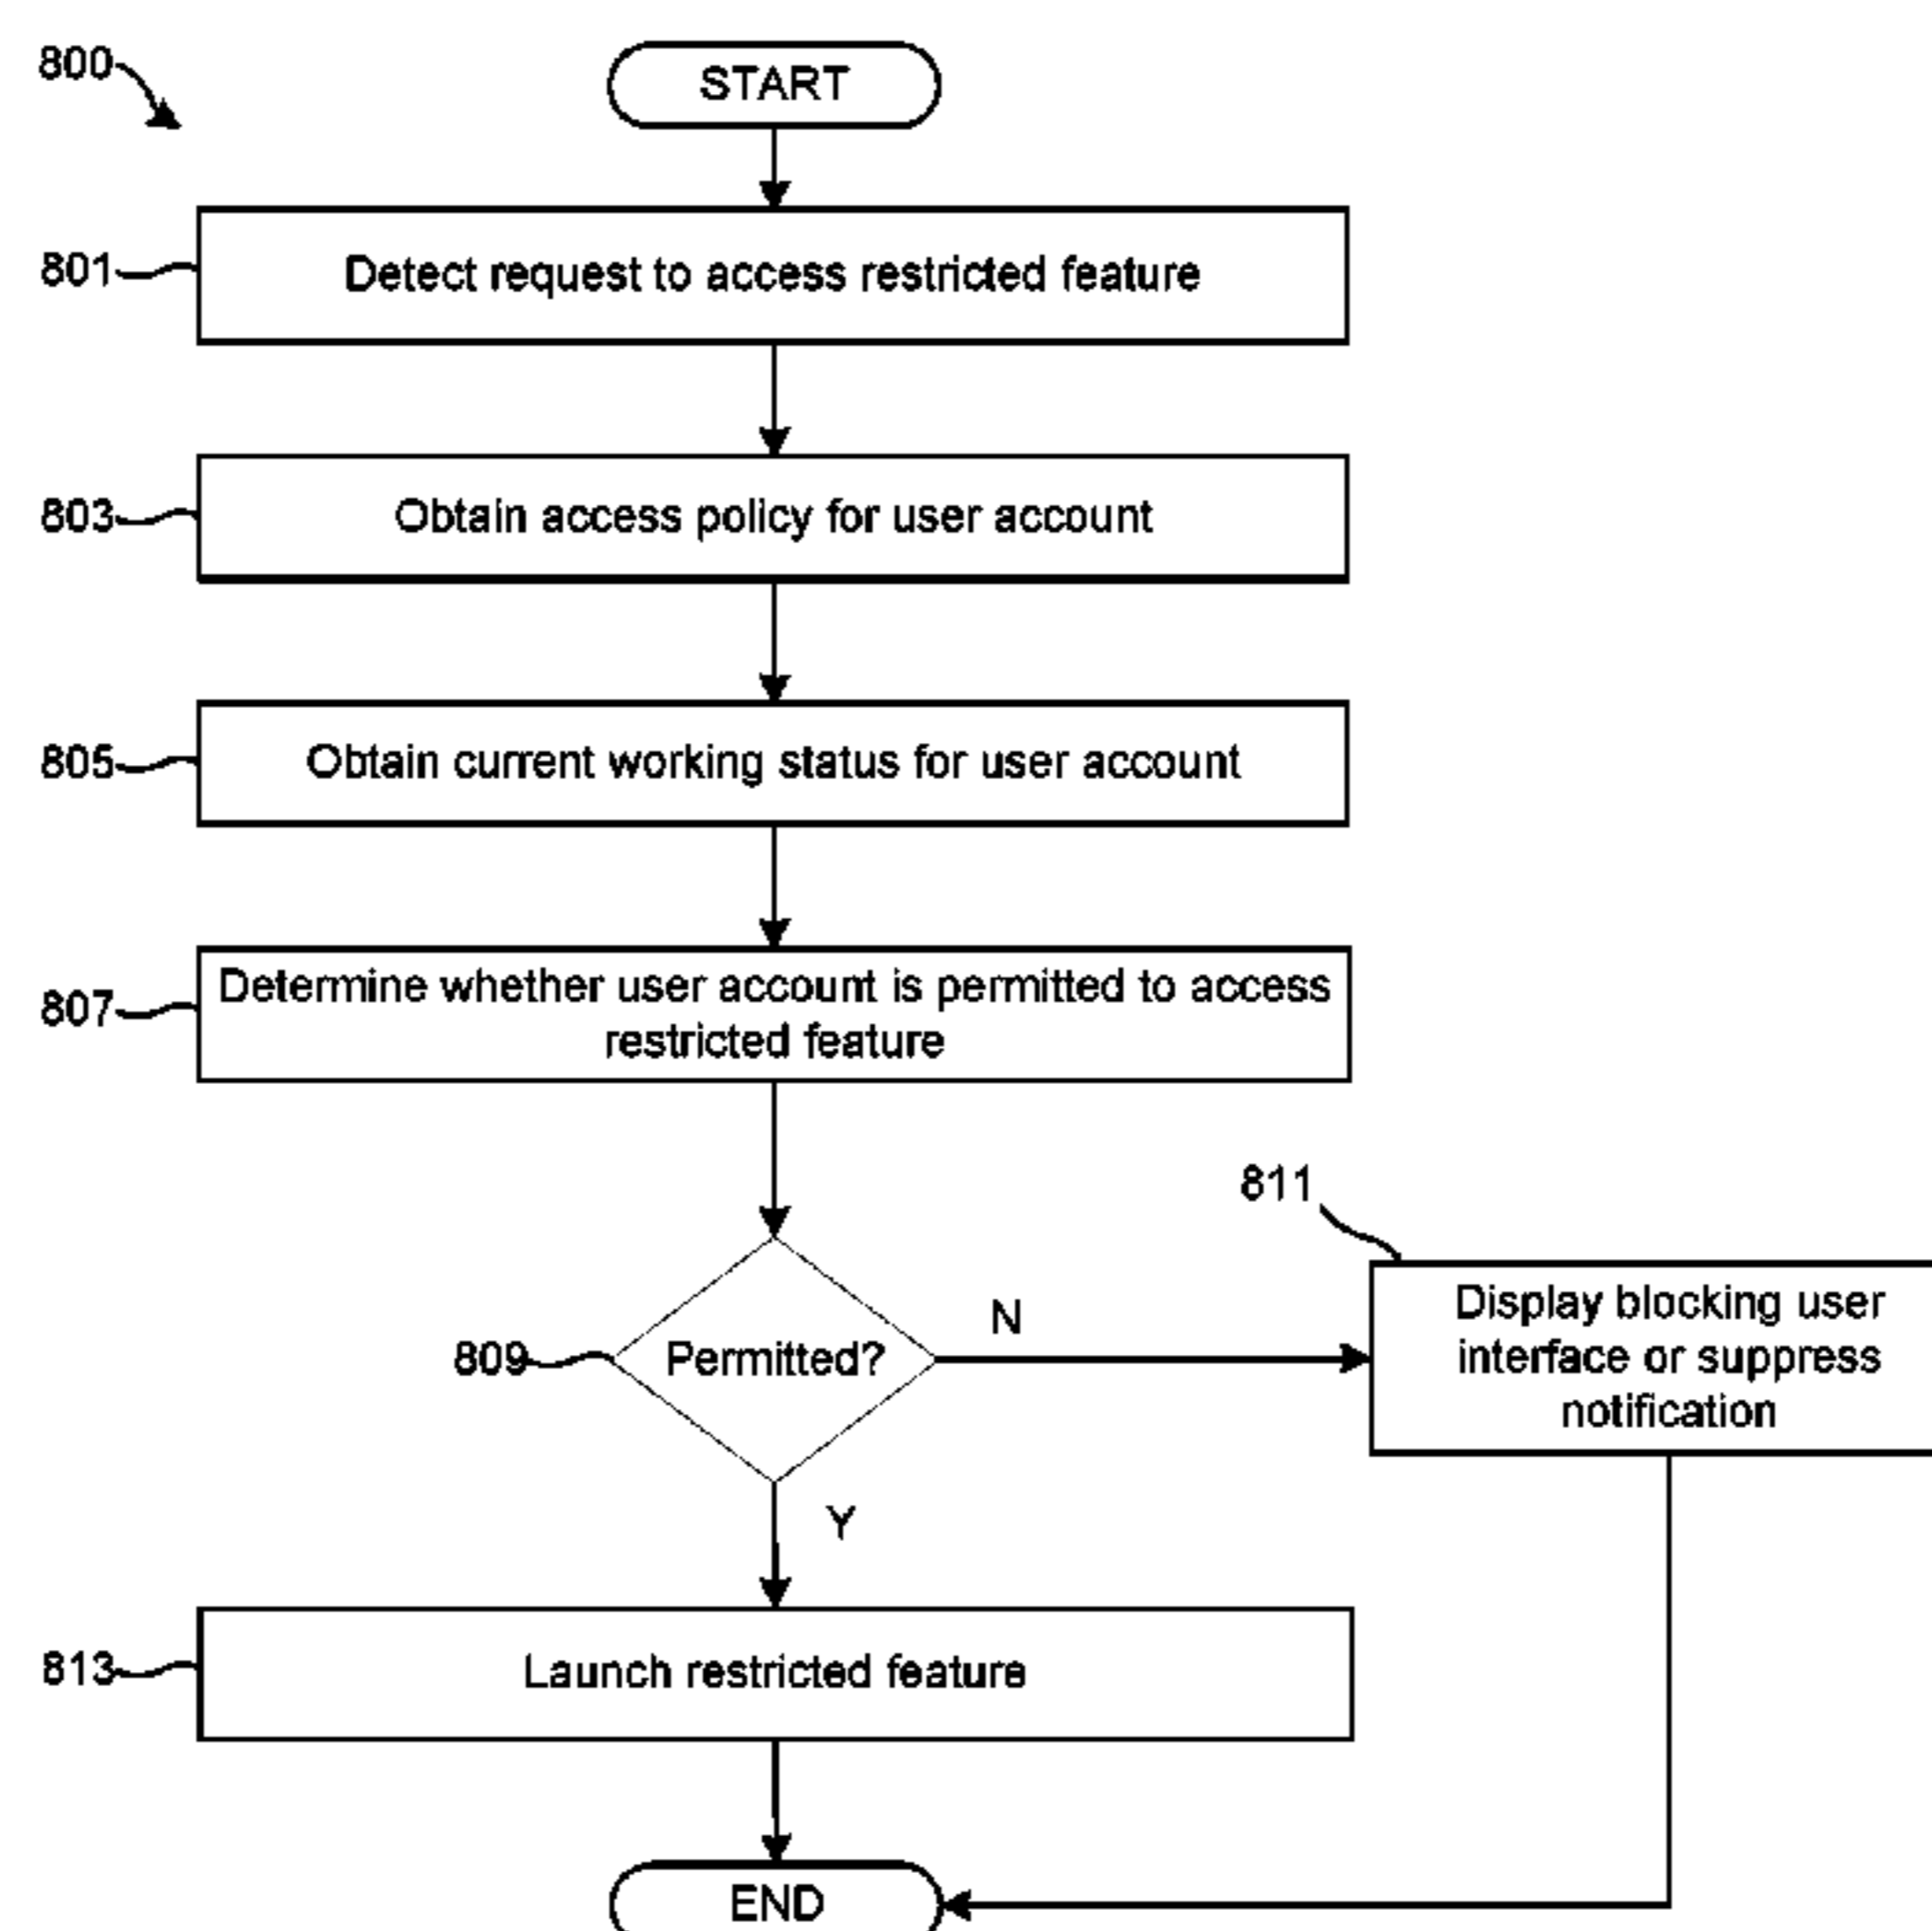 800
START
801
Detect request to access restricted feature
803
Obtain access policy for user account
805
Obtain current working status for user account
807
Determine whether user account is permitted to access
restricted feature
811
809
Permitted?
N
Display blocking user
interface or suppress
notification
Y
813
Launch restricted feature
END